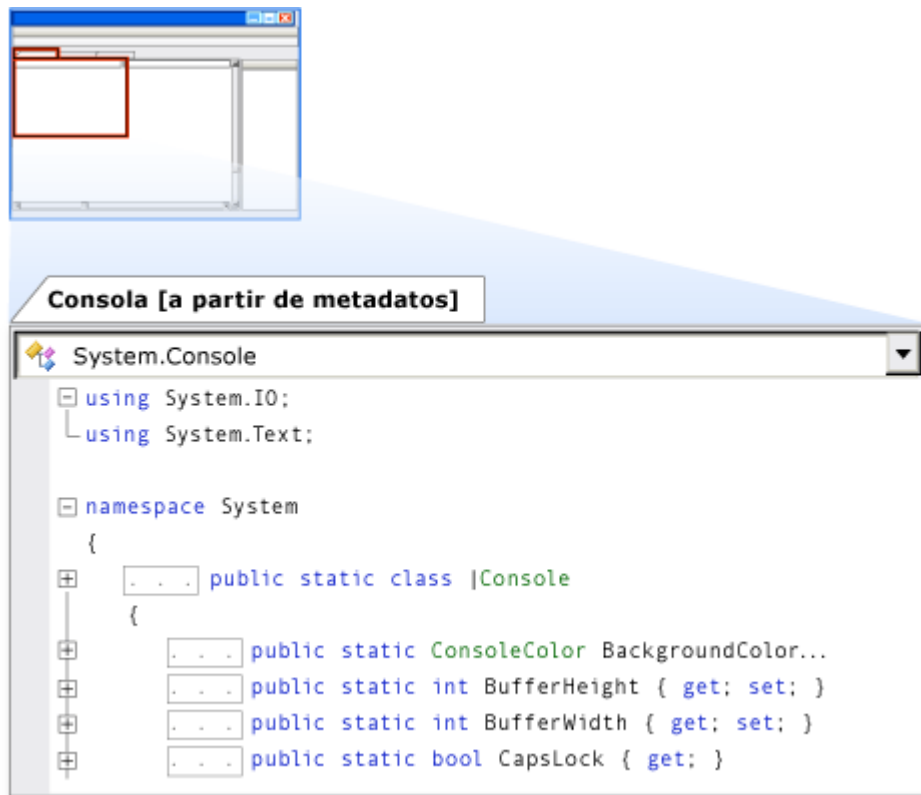 Consola [a partir de metadatos]
System.Console
using System.IO;
using System.Text;
namespace System
{
. . . public static class |Console
{
. . . public static ConsoleColor BackgroundColor...
. . . public static int BufferHeight { get; set; }
. . . public static int BufferWidth { get; set; }
. . . public static bool CapsLock { get; }